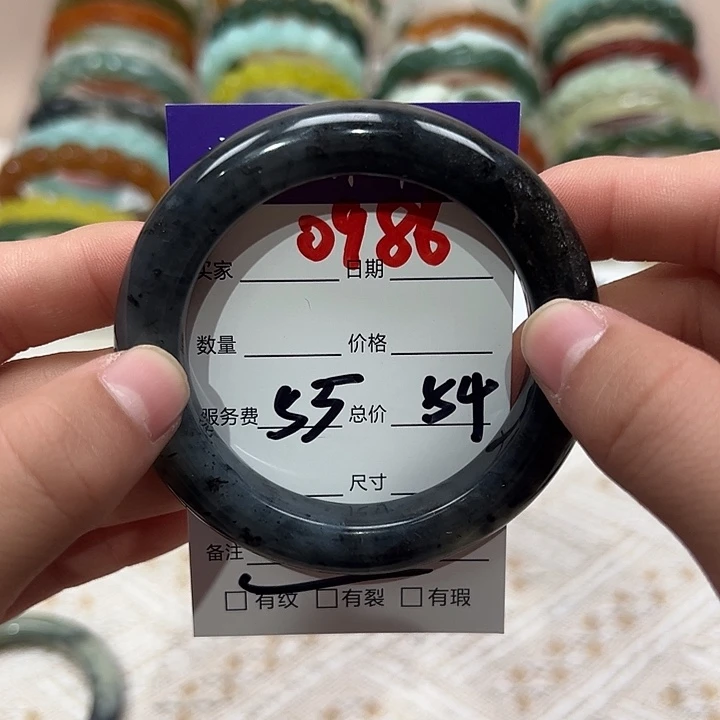 0986
买家 日期
数量 价格
服务费 55 总价 54
尺寸
备注
□有纹 □有裂 □有瑕